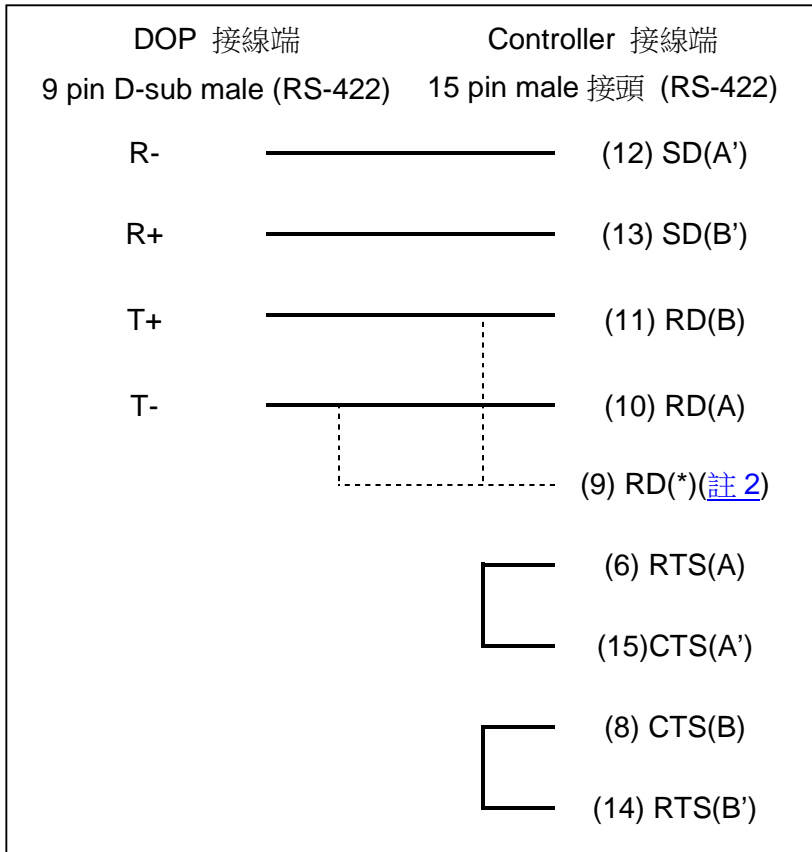 DOP 接線端 Controller 接線端
9 pin D-sub male (RS-422) 15 pin male 接頭 (RS-422)
R- (12) SD(A’)
R+ (13) SD(B’)
T+ (11) RD(B)
T- (10) RD(A)
(9) RD(*)(註 2)
(6) RTS(A)
(15)CTS(A’)
(8) CTS(B)
(14) RTS(B’)